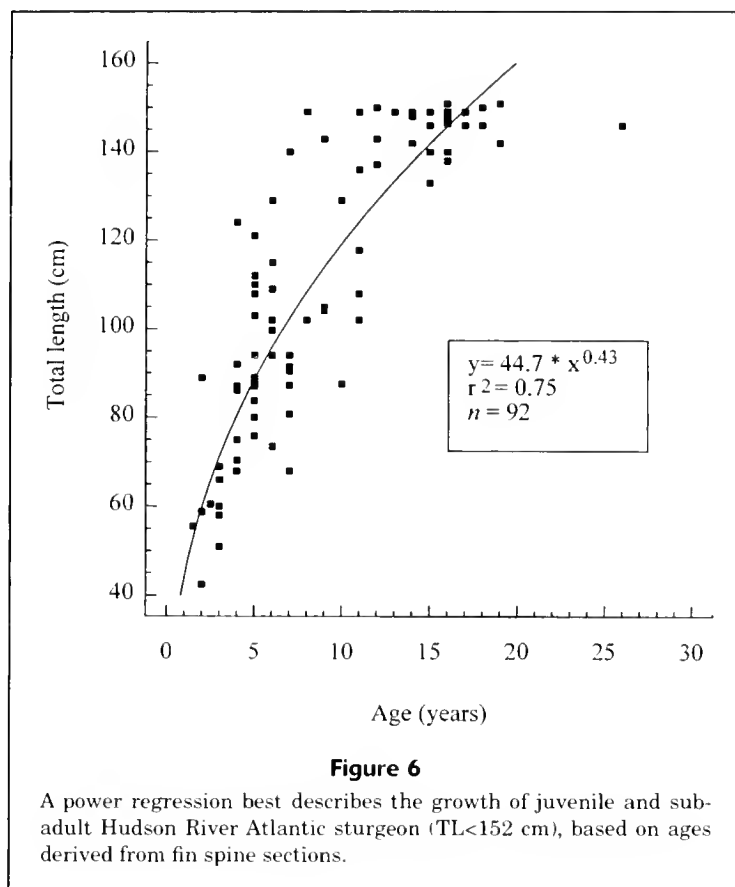 160
140
120
100
80
60
40
Total length (cm)
y= 44.7 * x^0.43
r 2= 0.75
n = 92
0 5 10 15 20 25 30
Age (years)
Figure 6
A power regression best describes the growth of juvenile and sub-
adult Hudson River Atlantic sturgeon (TL<152 cm), based on ages
derived from fin spine sections.